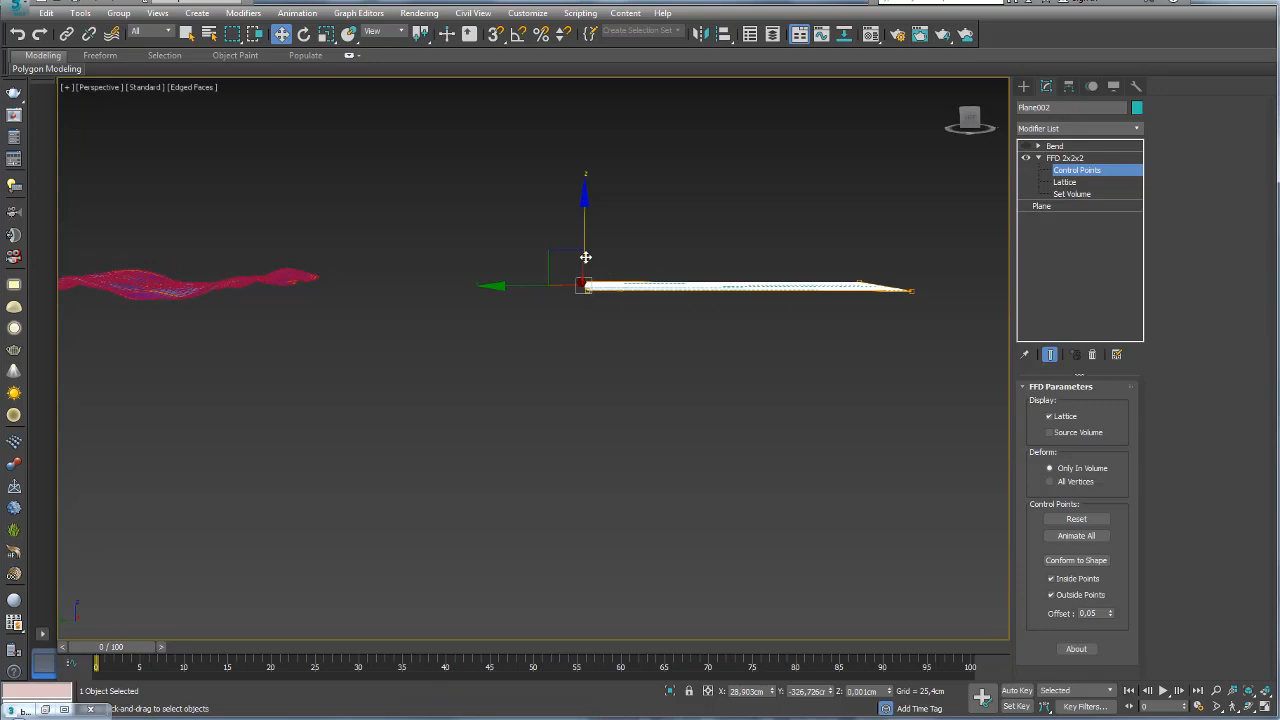 Edit Tools Group Views Create Modifiers Animation Graph Editors Rendering Civil View Customize Scripting Content Help
All View Create Selection Set
Modeling Freeform Selection Object Paint Populate
Polygon Modeling
[+] [Perspective] [Standard] [Edged Faces]
Plane002
Modifier List
Bend
FFD 2x2x2
Control Points
Lattice
Set Volume
Plane
z
FFD Parameters
Display:
Lattice
Source Volume
Deform:
Only In Volume
All Vertices
Control Points:
Reset
Animate All
Conform to Shape
Inside Points
Outside Points
Offset : 0,05
About
< 0 / 100 >
0 5 10 15 20 25 30 35 40 45 50 55 60 65 70 75 80 85 90 95 100
1 Object Selected X: 28,903cm Y: -326,726cm Z: 0,001cm Grid = 25,4cm Auto Key Selected
ck-and-drag to select objects Add Time Tag Set Key Key Filters... 0